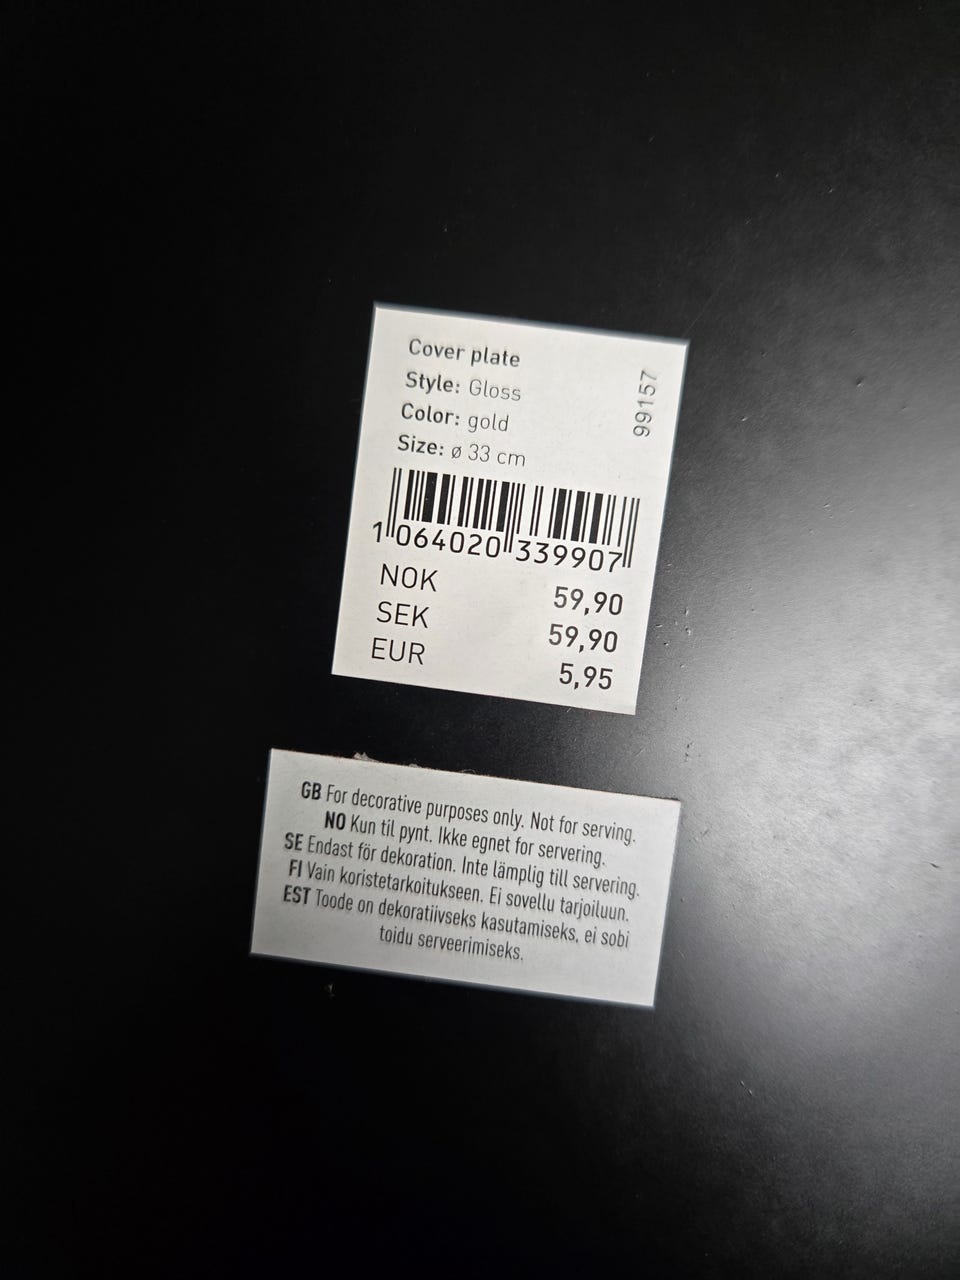 Cover plate
Style: Gloss
Color: gold
Size: ø 33 cm
99157
1 064020 339907
NOK 59,90
SEK 59,90
EUR 5,95
GB For decorative purposes only. Not for serving.
NO Kun til pynt. Ikke egnet for servering.
SE Endast för dekoration. Inte lämplig till servering.
FI Vain koristetarkoitukseen. Ei sovellu tarjoiluun.
EST Toode on dekoratiivseks kasutamiseks, ei sobi
toidu serveerimiseks.